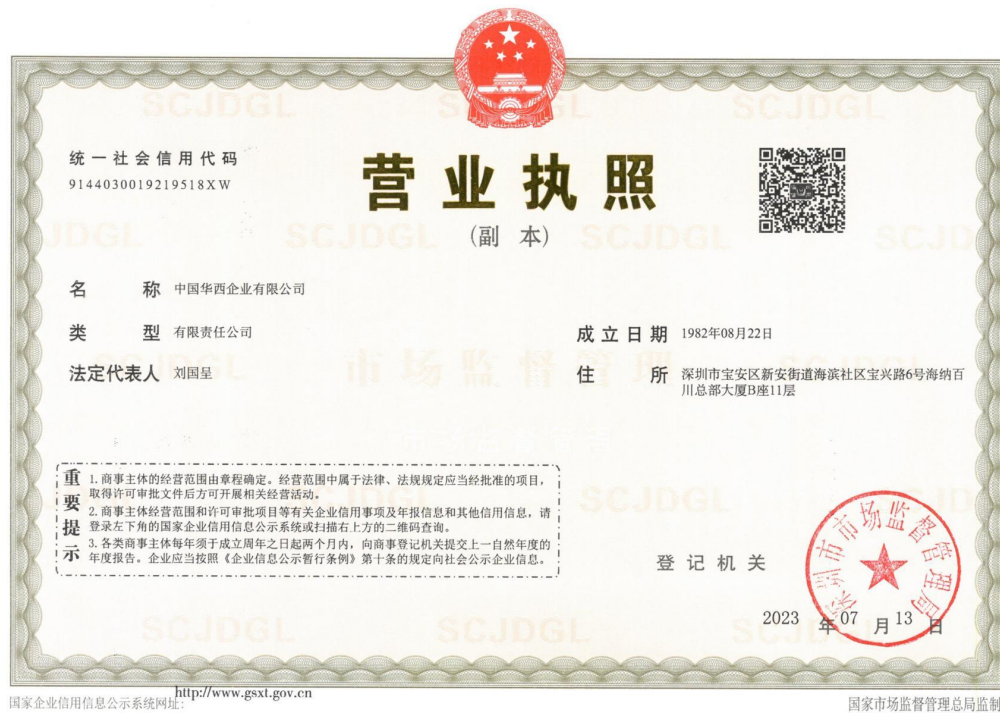 统一社会信用代码
9144030019219518XW
营业执照
(副 本)
名 称 中国华西企业有限公司
类 型 有限责任公司
法定代表人 刘国呈
成立日期 1982年08月22日
住 所 深圳市宝安区新安街道海滨社区宝兴路6号海纳百
川总部大厦B座11层
重要提示
1. 商事主体的经营范围由章程确定。经营范围中属于法律、法规规定应当经批准的项目，
取得许可审批文件后方可开展相关经营活动。
2. 商事主体经营范围和许可审批项目等有关企业信用事项及年报信息和其他信用信息，请
登录左下角的国家企业信用信息公示系统或扫描右上方的二维码查询。
3. 各类商事主体每年须于成立周年之日起两个月内，向商事登记机关提交上一自然年度的
年度报告。企业应当按照《企业信息公示暂行条例》第十条的规定向社会公示企业信息。
登记机关
深圳市市场监督管理局
2023 年 07 月 13 日
国家企业信用信息公示系统网址: http://www.gsxt.gov.cn
国家市场监督管理总局监制
SCJDGL
市场监督管理